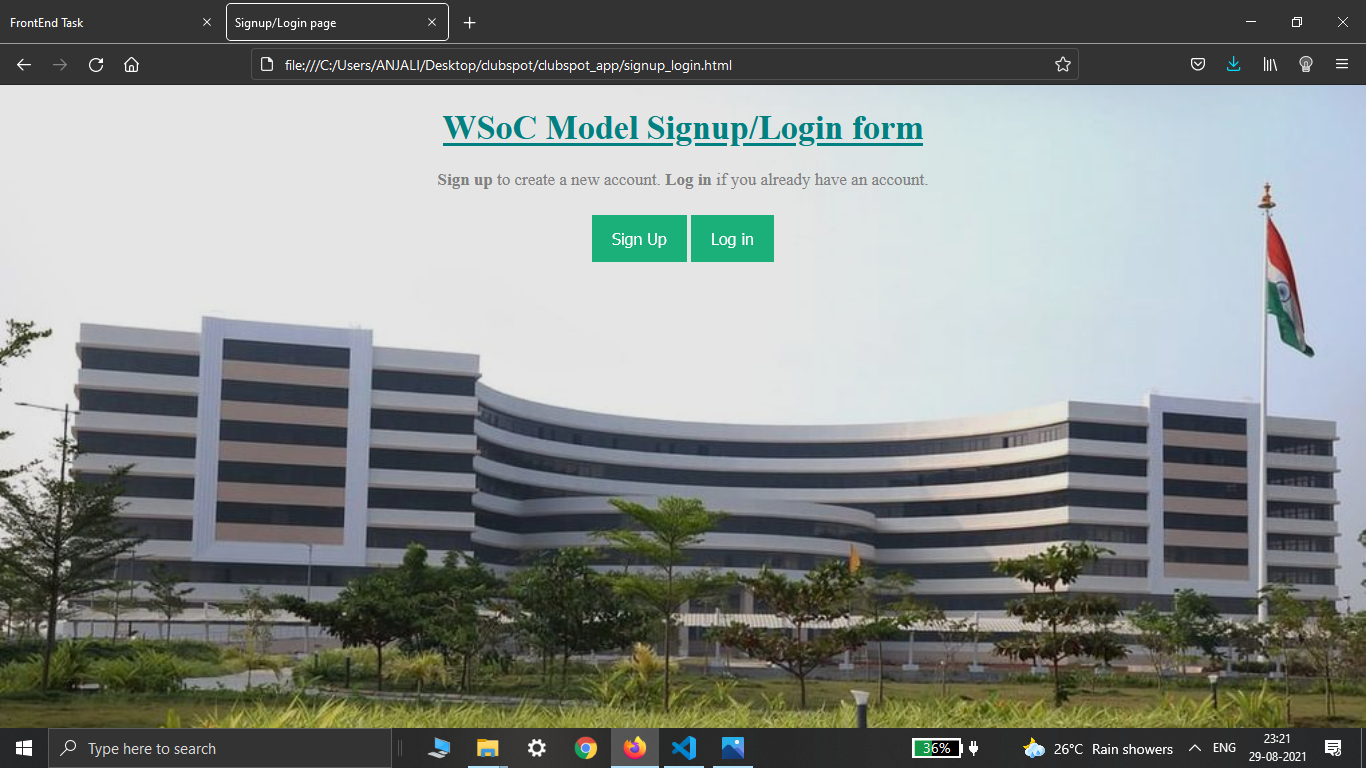 FrontEnd Task
Signup/Login page
file:///C:/Users/ANJALI/Desktop/clubspot/clubspot_app/signup_login.html
WSoC Model Signup/Login form
Sign up to create a new account. Log in if you already have an account.
Sign Up
Log in
Type here to search
36%
26°C Rain showers
ENG
23:21
29-08-2021